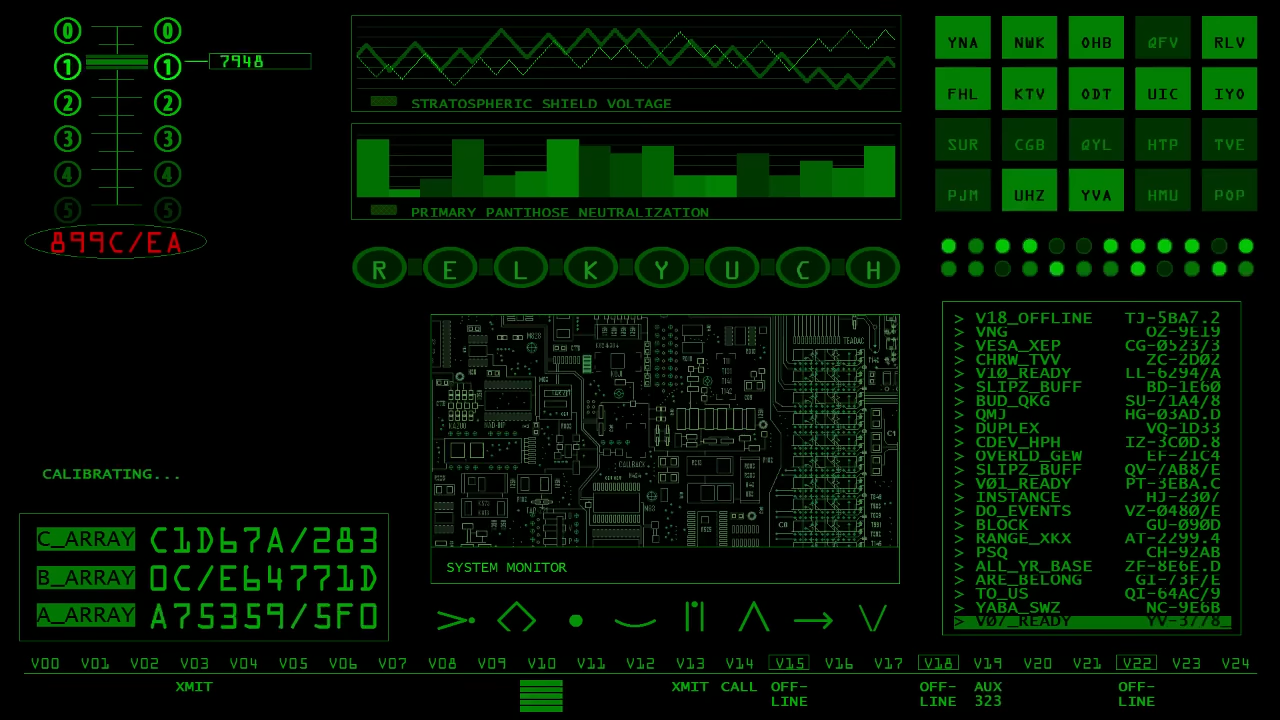 0 0
1 1 7948
2 2
3 3
4 4
5 5
899C/EA
STRATOSPHERIC SHIELD VOLTAGE
PRIMARY PANTIHOSE NEUTRALIZATION
R E L K Y U C H
YNA NWK OHB QFV RLV
FHL KTV ODT UIC IYO
SUR CGB QYL HTP TVE
PJM UHZ YVA HMU POP
> V18_OFFLINE TJ-5BA7.2
> VNG OZ-9E19
> VESA_XEP CG-0523/3
> CHRW_TVV ZC-2D02
> V10_READY LL-6294/A
> SLIPZ_BUFF BD-1E60
> BUD_QKG SU-71A4/8
> QMJ HG-03AD.D
> DUPLEX VQ-1D33
> CDEV_HPH IZ-3C0D.8
> OVERLD_GEW EF-21C4
> SLIPZ_BUFF QV-7AB8/E
> V01_READY PT-3EBA.C
> INSTANCE HJ-2307
> DO_EVENTS VZ-0480/E
> BLOCK GU-090D
> RANGE_XKX AT-2299.4
> PSQ CH-92AB
> ALL_YR_BASE ZF-8E6E.D
> ARE_BELONG GI-73F/E
> TO_US QI-64AC/9
> YABA_SWZ NC-9E6B
> V07_READY YV-3778_
CALIBRATING...
C_ARRAY C1D67A/283
B_ARRAY 0C/E64771D
A_ARRAY A75359/5F0
SYSTEM MONITOR
V00 V01 V02 V03 V04 V05 V06 V07 V08 V09 V10 V11 V12 V13 V14 V15 V16 V17 V18 V19 V20 V21 V22 V23 V24
XMIT XMIT CALL OFF- OFF- AUX OFF-
LINE LINE 323 LINE